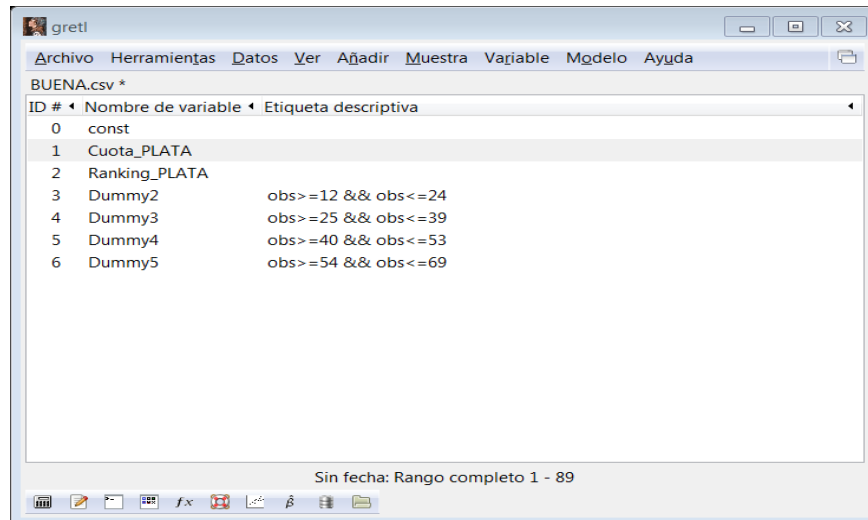 gretl
Archivo Herramientas Datos Ver Añadir Muestra Variable Modelo Ayuda
BUENA.csv *
ID # Nombre de variable Etiqueta descriptiva
0 const
1 Cuota_PLATA
2 Ranking_PLATA
3 Dummy2 obs>=12 && obs<=24
4 Dummy3 obs>=25 && obs<=39
5 Dummy4 obs>=40 && obs<=53
6 Dummy5 obs>=54 && obs<=69
Sin fecha: Rango completo 1 - 89
fx β̂